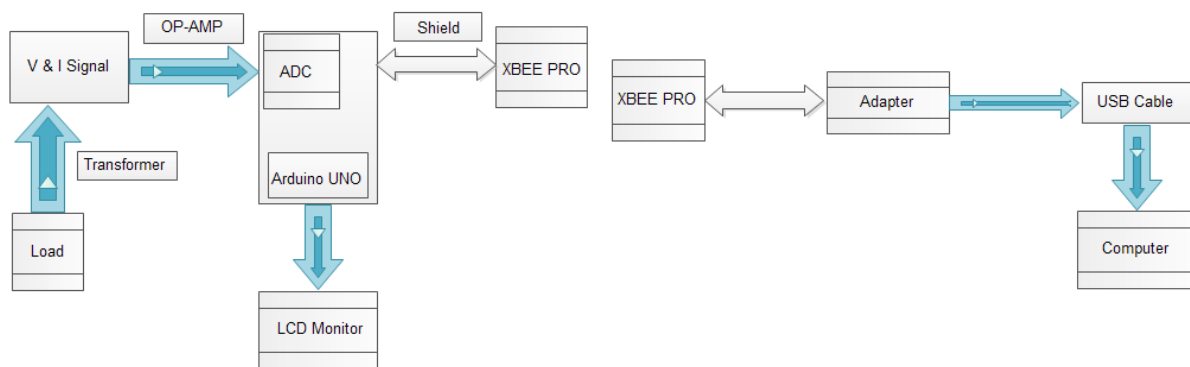 OP-AMP
Shield
V & I Signal
ADC
XBEE PRO
XBEE PRO
Adapter
USB Cable
Transformer
Arduino UNO
Load
Computer
LCD Monitor